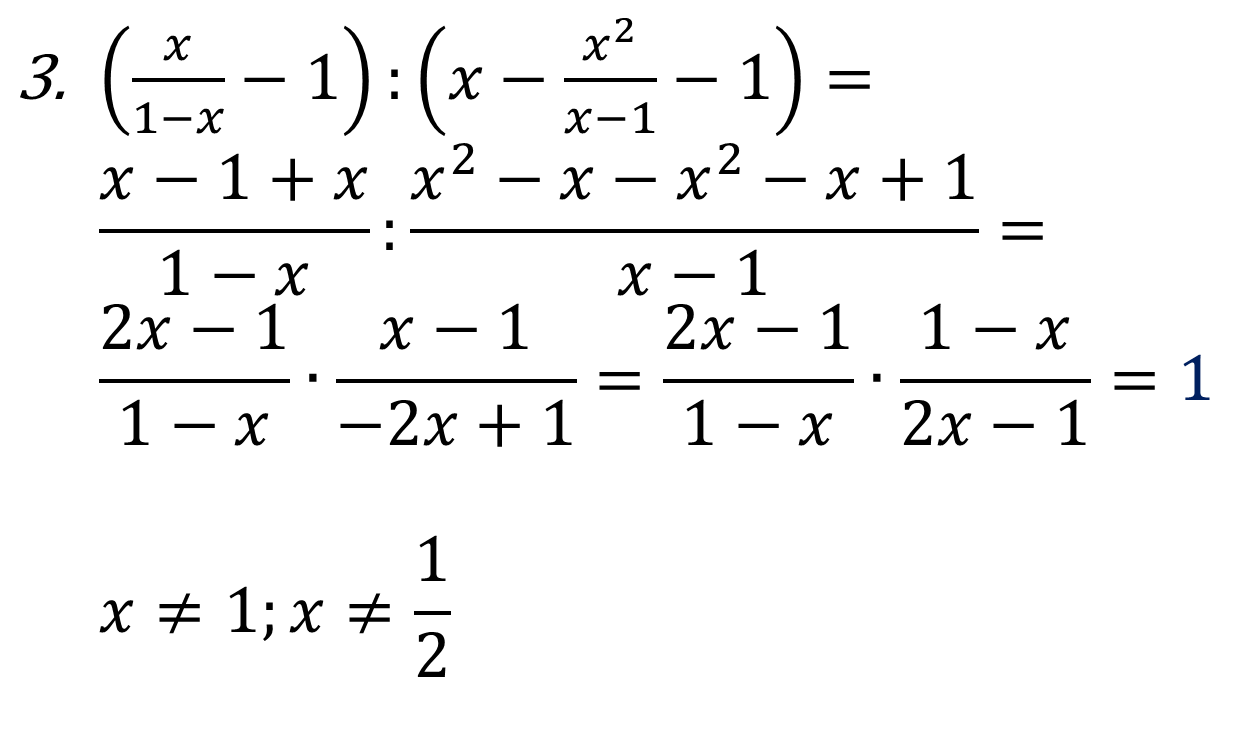 3. (x/(1−x) − 1) : (x − x²/(x−1) − 1) =
(x − 1 + x)/(1 − x) : (x² − x − x² − x + 1)/(x − 1) =
(2x − 1)/(1 − x) · (x − 1)/(−2x + 1) = (2x − 1)/(1 − x) · (1 − x)/(2x − 1) = 1
x ≠ 1; x ≠ 1/2